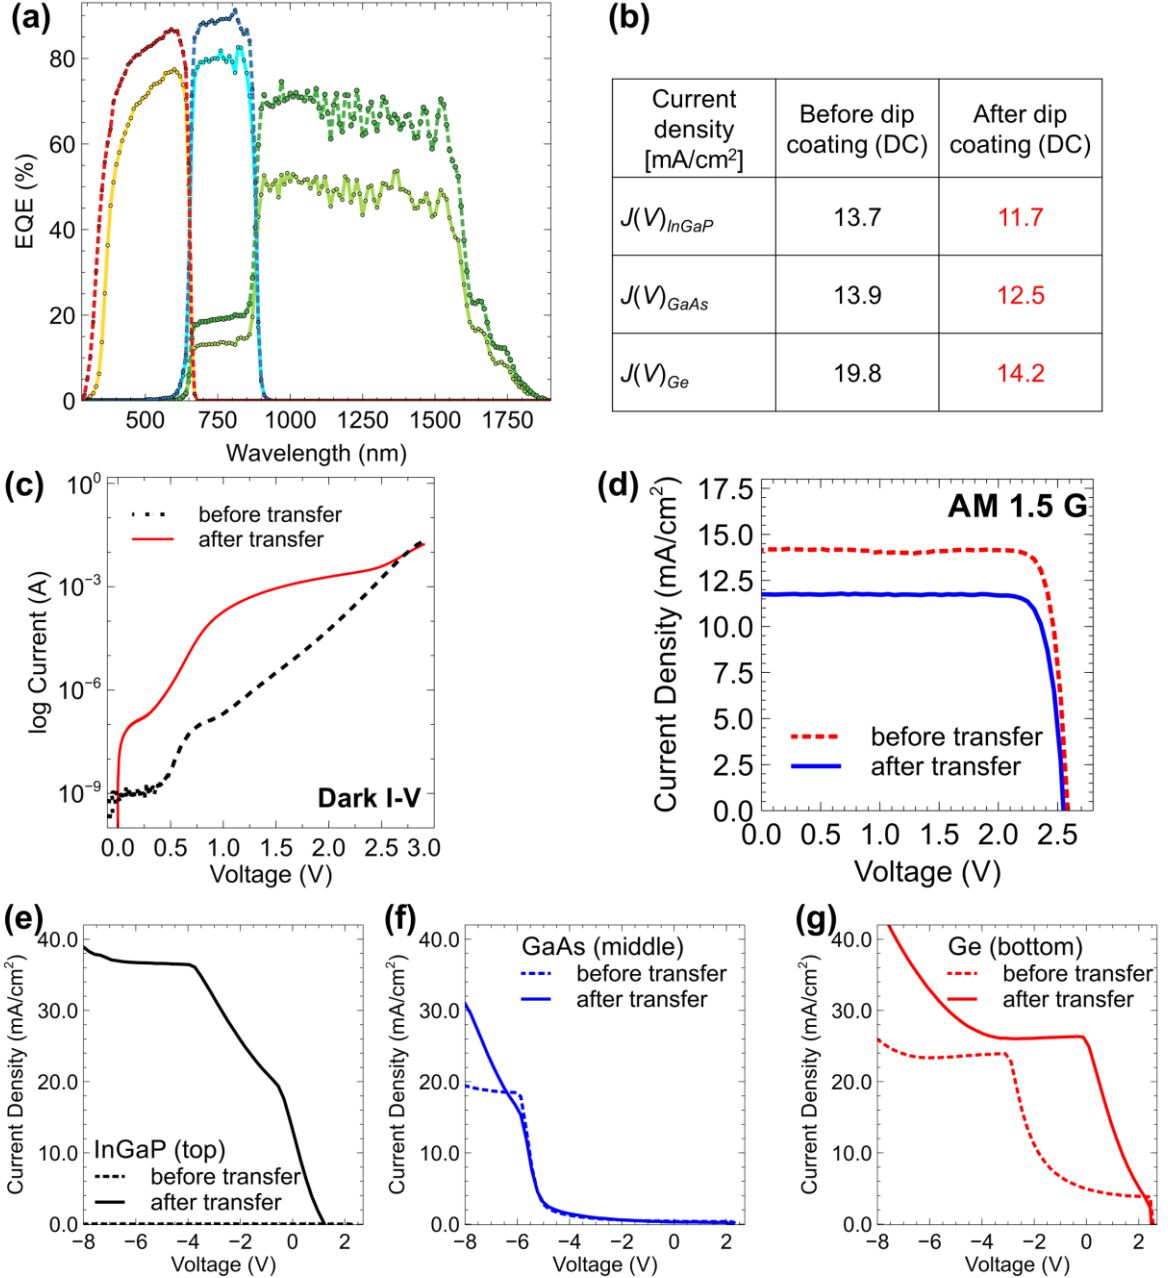 (a)
80
60
40
20
0
EQE (%)
500 750 1000 1250 1500 1750
Wavelength (nm)
(b)
Current density [mA/cm²] Before dip coating (DC) After dip coating (DC)
J(V)InGaP 13.7 11.7
J(V)GaAs 13.9 12.5
J(V)Ge 19.8 14.2
(c)
10⁰
10⁻³
10⁻⁶
10⁻⁹
log Current (A)
before transfer
after transfer
Dark I-V
0.0 0.5 1.0 1.5 2.0 2.5 3.0
Voltage (V)
(d)
17.5
15.0
12.5
10.0
7.5
5.0
2.5
0.0
Current Density (mA/cm²)
AM 1.5 G
before transfer
after transfer
0.0 0.5 1.0 1.5 2.0 2.5
Voltage (V)
(e)
40.0
30.0
20.0
10.0
0.0
Current Density (mA/cm²)
InGaP (top)
before transfer
after transfer
−8 −6 −4 −2 0 2
Voltage (V)
(f)
40.0
30.0
20.0
10.0
0.0
Current Density (mA/cm²)
GaAs (middle)
before transfer
after transfer
−8 −6 −4 −2 0 2
Voltage (V)
(g)
40.0
30.0
20.0
10.0
0.0
Current Density (mA/cm²)
Ge (bottom)
before transfer
after transfer
−8 −6 −4 −2 0 2
Voltage (V)